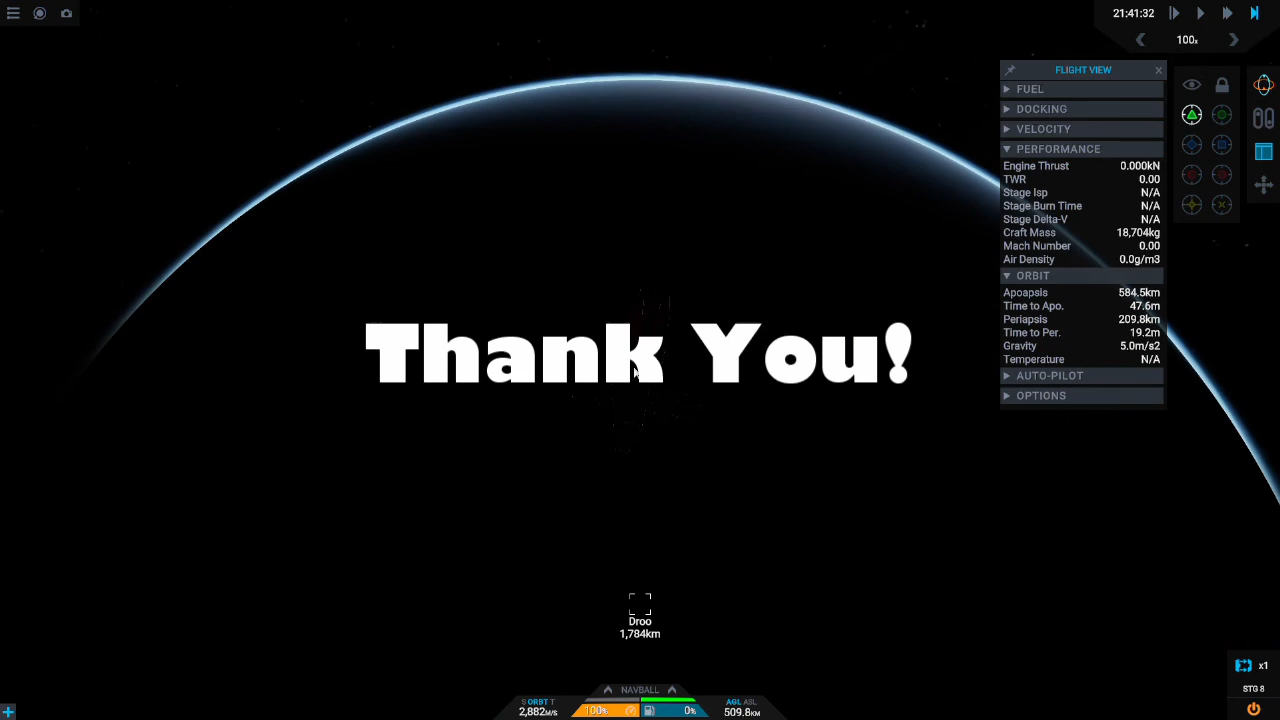 21:41:32
100x
FLIGHT VIEW X
FUEL
DOCKING
VELOCITY
PERFORMANCE
Engine Thrust 0.000kN
TWR 0.00
Stage Isp N/A
Stage Burn Time N/A
Stage Delta-V N/A
Craft Mass 18,704kg
Mach Number 0.00
Air Density 0.0g/m3
ORBIT
Apoapsis 584.5km
Time to Apo. 47.6m
Periapsis 209.8km
Time to Per. 19.2m
Gravity 5.0m/s2
Temperature N/A
AUTO-PILOT
OPTIONS
Thank You!
Droo
1,784km
x1
STG 8
NAVBALL
S ORBT T
2,882M/S
100%
0%
AGL ASL
509.8KM